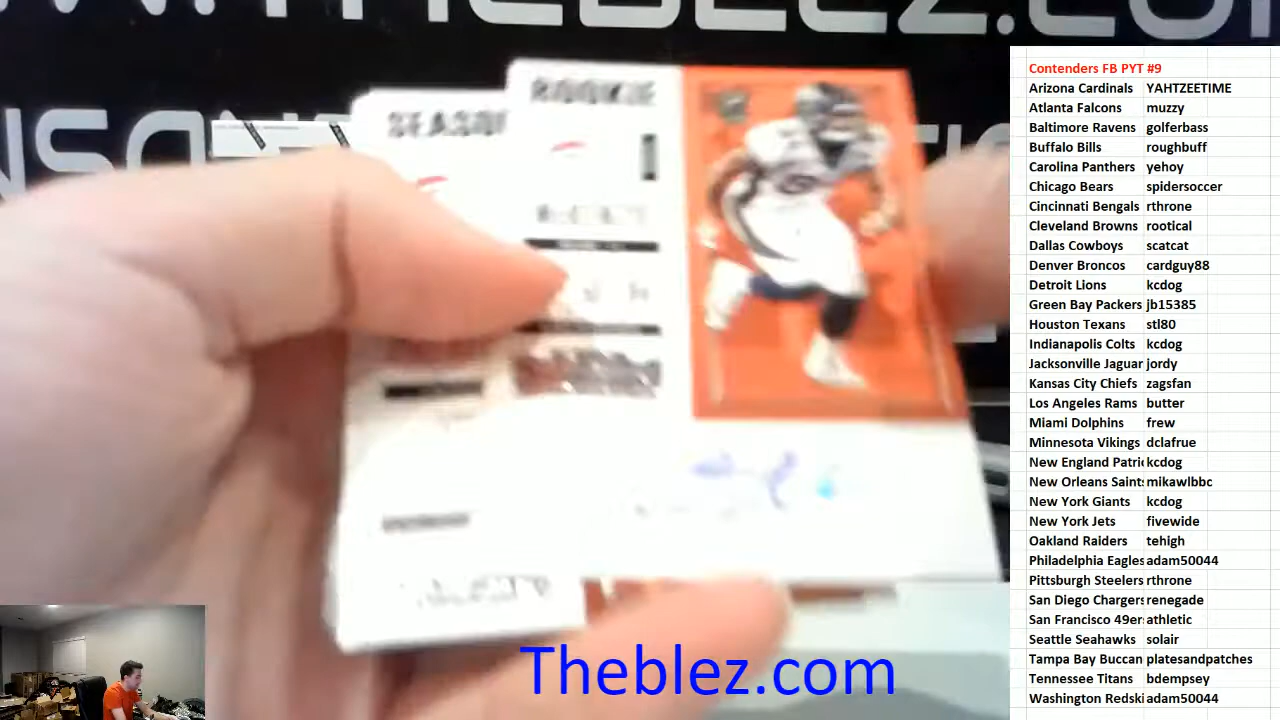 ROOKIE
SEASON
Theblez.com
Contenders FB PYT #9
Arizona Cardinals YAHTZEETIME
Atlanta Falcons muzzy
Baltimore Ravens golferbass
Buffalo Bills roughbuff
Carolina Panthers yehoy
Chicago Bears spidersoccer
Cincinnati Bengals rthrone
Cleveland Browns rootical
Dallas Cowboys scatcat
Denver Broncos cardguy88
Detroit Lions kcdog
Green Bay Packers jb15385
Houston Texans stl80
Indianapolis Colts kcdog
Jacksonville Jaguar jordy
Kansas City Chiefs zagsfan
Los Angeles Rams butter
Miami Dolphins frew
Minnesota Vikings dclafrue
New England Patri kcdog
New Orleans Saints mikawlbbc
New York Giants kcdog
New York Jets fivewide
Oakland Raiders tehigh
Philadelphia Eagles adam50044
Pittsburgh Steelers rthrone
San Diego Chargers renegade
San Francisco 49er athletic
Seattle Seahawks solair
Tampa Bay Buccan platesandpatches
Tennessee Titans bdempsey
Washington Redski adam50044